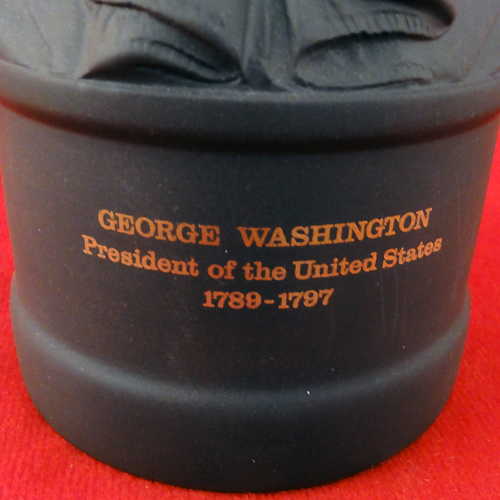 GEORGE WASHINGTON
President of the United States
1789-1797